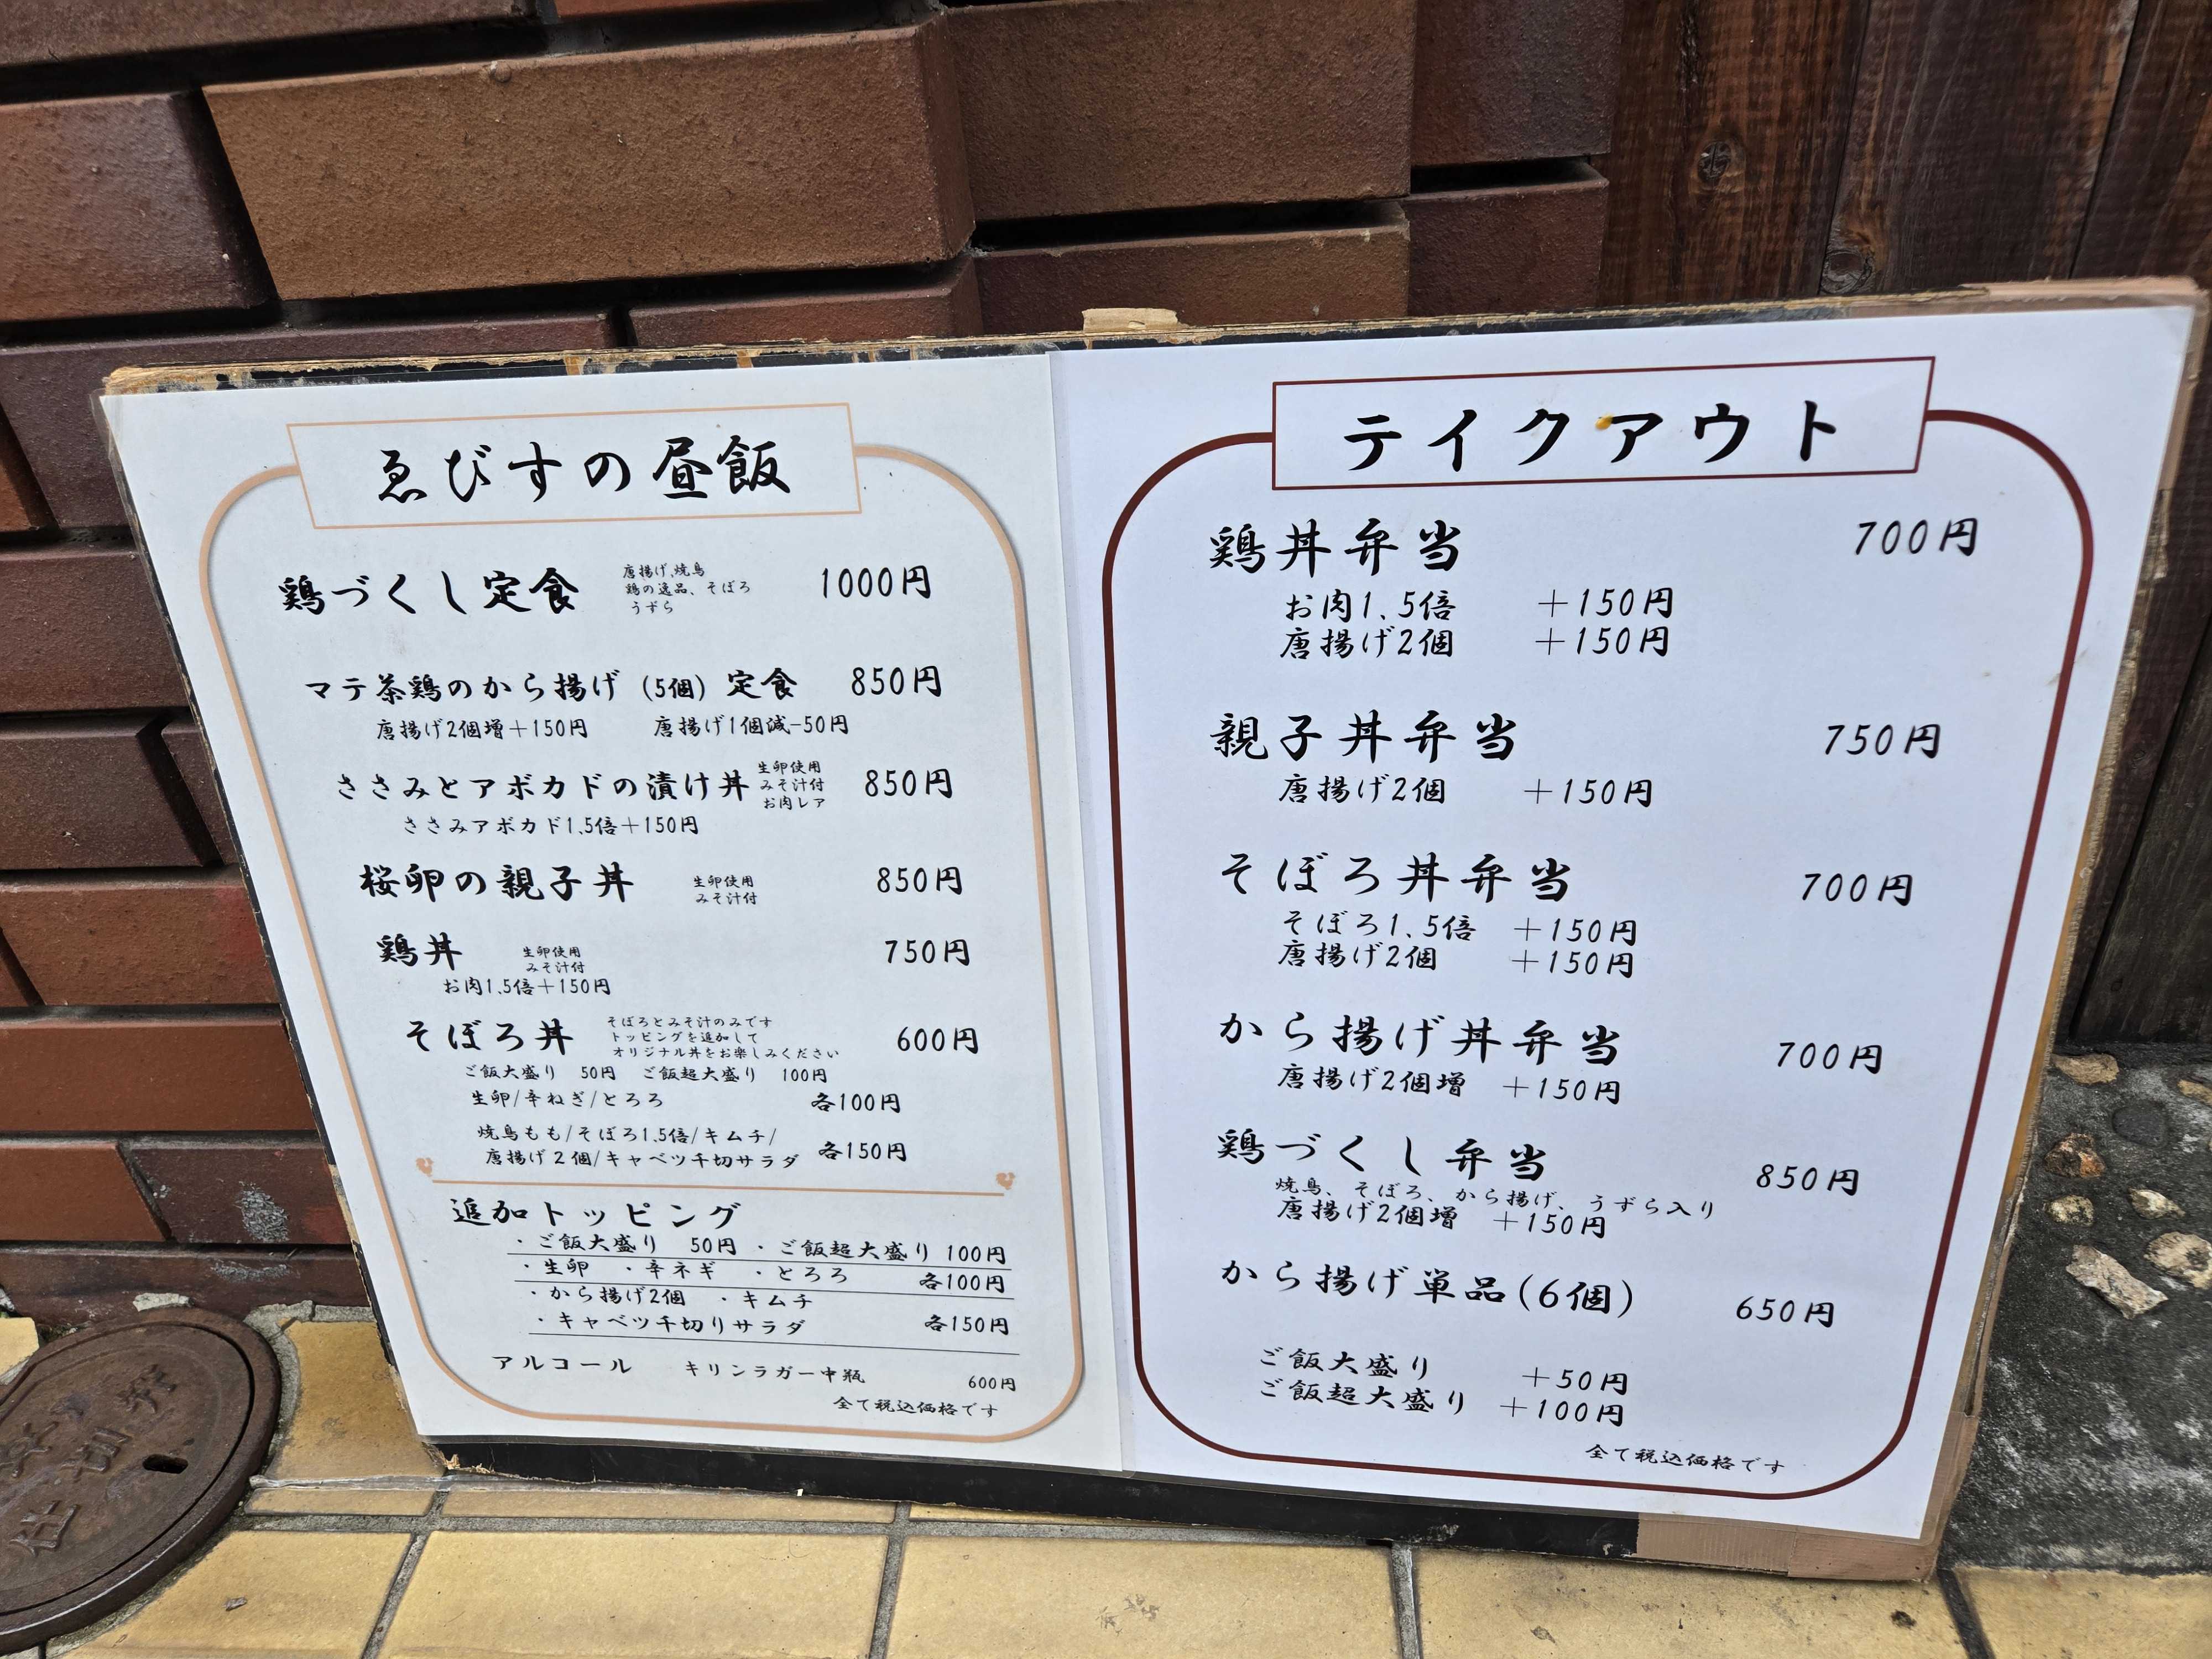 ゑびすの昼飯
鶏づくし定食 唐揚げ、焼鳥 1000円
鶏の逸品、そぼろ
うずら
マテ茶鶏のから揚げ(5個)定食 850円
唐揚げ2個増+150円 唐揚げ1個減-50円
ささみとアボカドの漬け丼 生卵使用 850円
みそ汁付
お肉レア
ささみアボカド1.5倍+150円
桜卵の親子丼 生卵使用 850円
みそ汁付
鶏丼 生卵使用 750円
みそ汁付
お肉1.5倍+150円
そぼろ丼 そぼろとみそ汁のみです 600円
トッピングを追加して
オリジナル丼をお楽しみください
ご飯大盛り 50円 ご飯超大盛り 100円
生卵/辛ねぎ/とろろ 各100円
焼鳥もも/そぼろ1.5倍/キムチ/
唐揚げ2個/キャベツ千切サラダ 各150円
追加トッピング
・ご飯大盛り 50円 ・ご飯超大盛り 100円
・生卵 ・辛ネギ ・とろろ 各100円
・から揚げ2個 ・キムチ
・キャベツ千切りサラダ 各150円
アルコール キリンラガー中瓶 600円
全て税込価格です
テイクアウト
鶏丼弁当 700円
お肉1.5倍 +150円
唐揚げ2個 +150円
親子丼弁当 750円
唐揚げ2個 +150円
そぼろ丼弁当 700円
そぼろ1.5倍 +150円
唐揚げ2個 +150円
から揚げ丼弁当 700円
唐揚げ2個増 +150円
鶏づくし弁当 850円
焼鳥、そぼろ、から揚げ、うずら入り
唐揚げ2個増 +150円
から揚げ単品(6個) 650円
ご飯大盛り +50円
ご飯超大盛り +100円
全て税込価格です